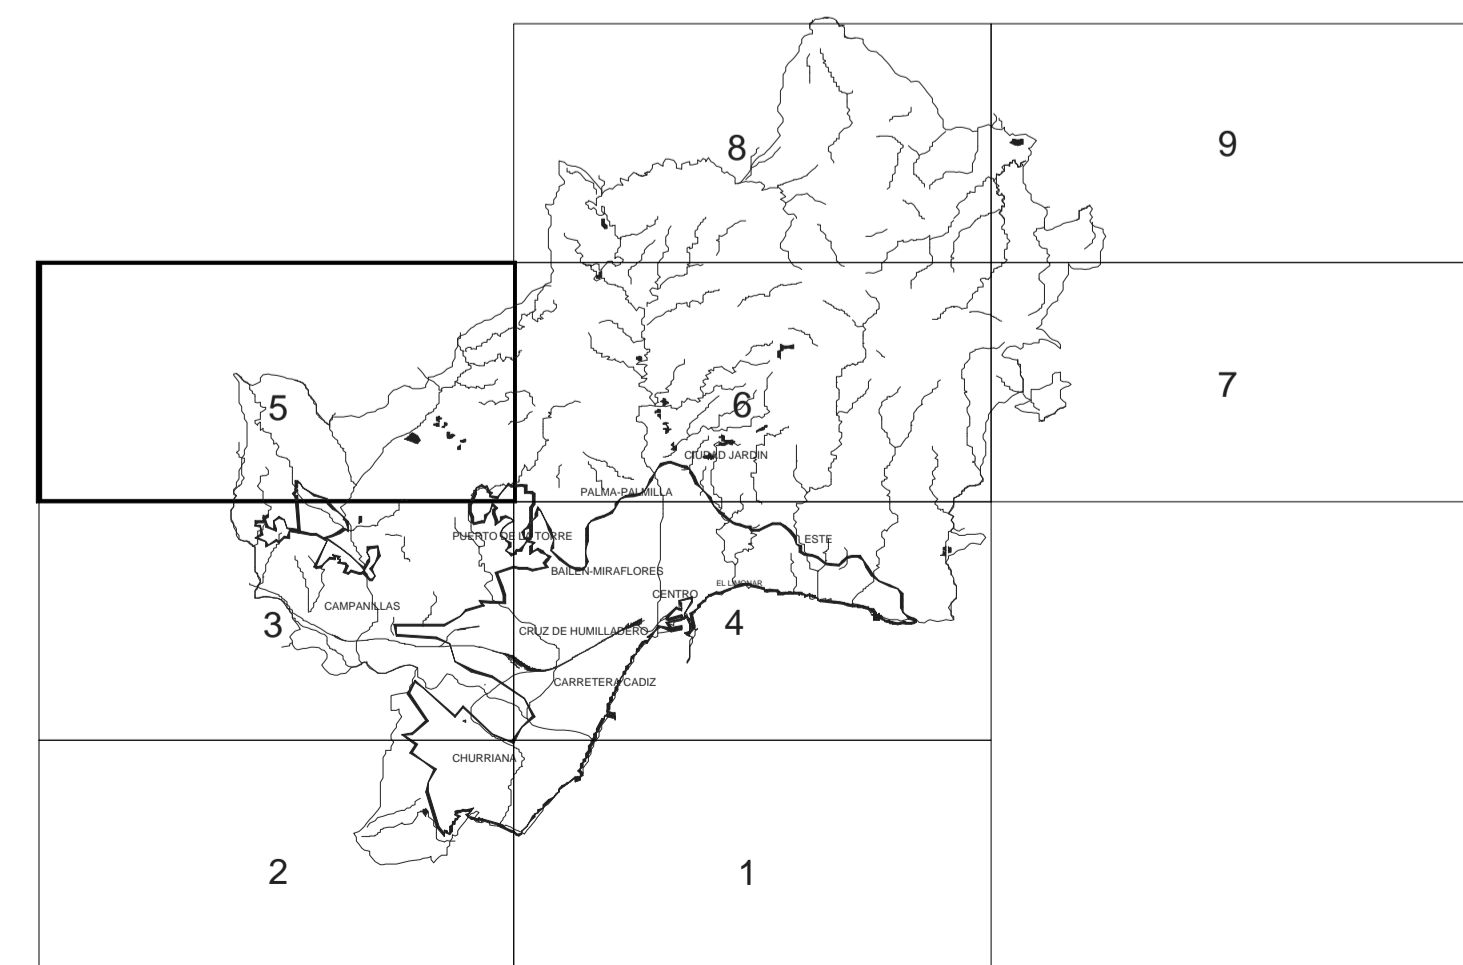 8
9
5
6
7
CIUDAD JARDIN
PALMA-PALMILLA
PUERTO DE LA TORRE
ESTE
BAILEN-MIRAFLORES
EL LIMONAR
CENTRO
CAMPANILLAS
3
4
CRUZ DE HUMILLADERO
CARRETERA CADIZ
CHURRIANA
2
1